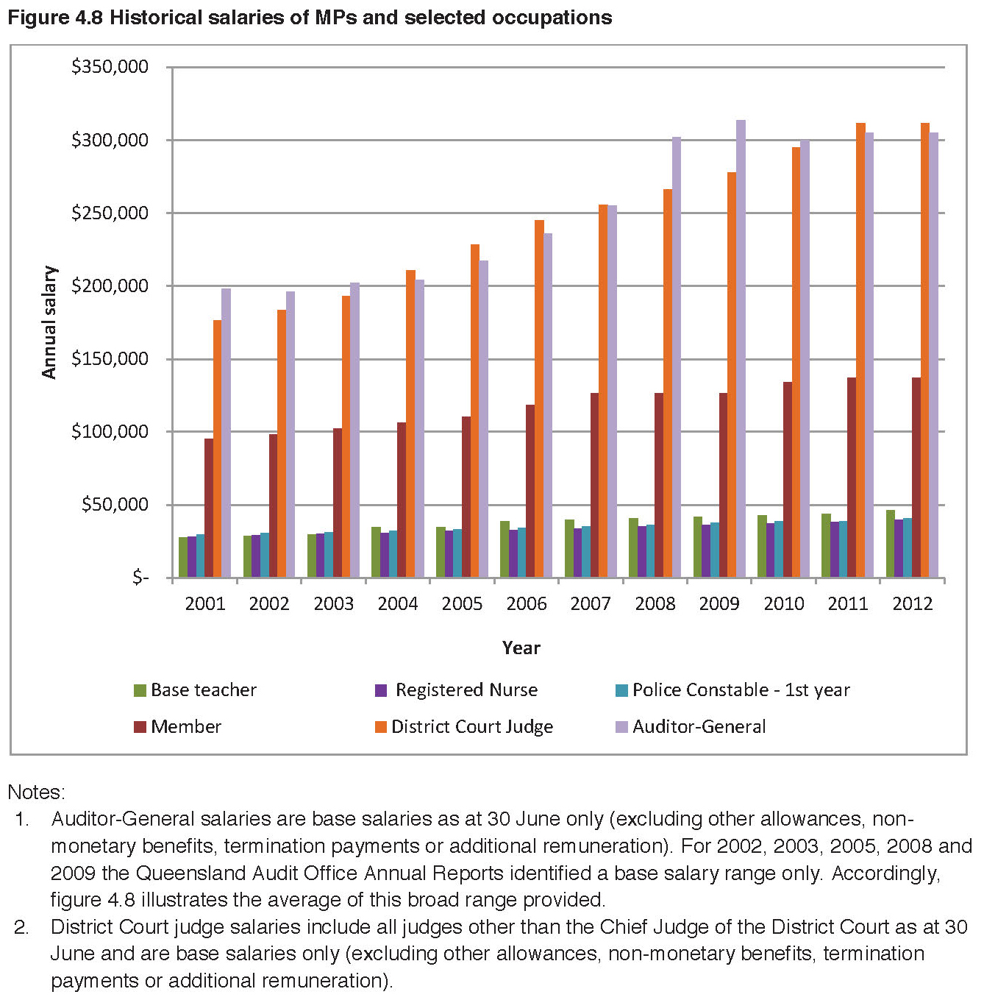 Figure 4.8 Historical salaries of MPs and selected occupations
$350,000
$300,000
$250,000
$200,000
$150,000
$100,000
$50,000
$-
Annual salary
2001 2002 2003 2004 2005 2006 2007 2008 2009 2010 2011 2012
Year
Base teacher Registered Nurse Police Constable - 1st year
Member District Court Judge Auditor-General
Notes:
1. Auditor-General salaries are base salaries as at 30 June only (excluding other allowances, non-
monetary benefits, termination payments or additional remuneration). For 2002, 2003, 2005, 2008 and
2009 the Queensland Audit Office Annual Reports identified a base salary range only. Accordingly,
figure 4.8 illustrates the average of this broad range provided.
2. District Court judge salaries include all judges other than the Chief Judge of the District Court as at 30
June and are base salaries only (excluding other allowances, non-monetary benefits, termination
payments or additional remuneration).